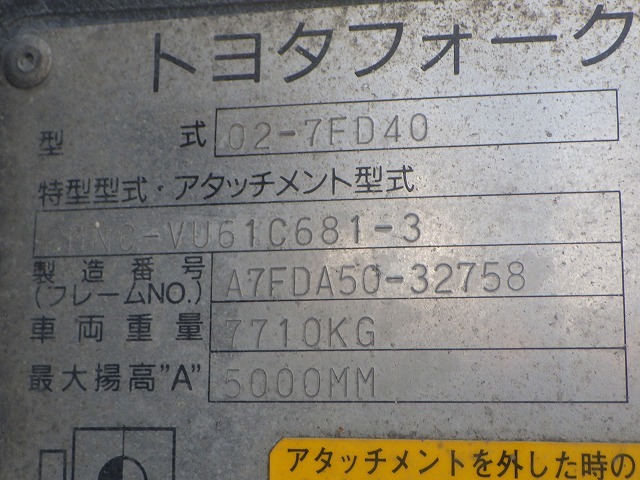 トヨタフォーク
型 式 02-7FD40
特型型式・アタッチメント型式
-VU61C681-3
製造番号
(フレームNO.) A7FDA50-32758
車両重量 7710KG
最大揚高"A" 5000MM
アタッチメントを外した時の